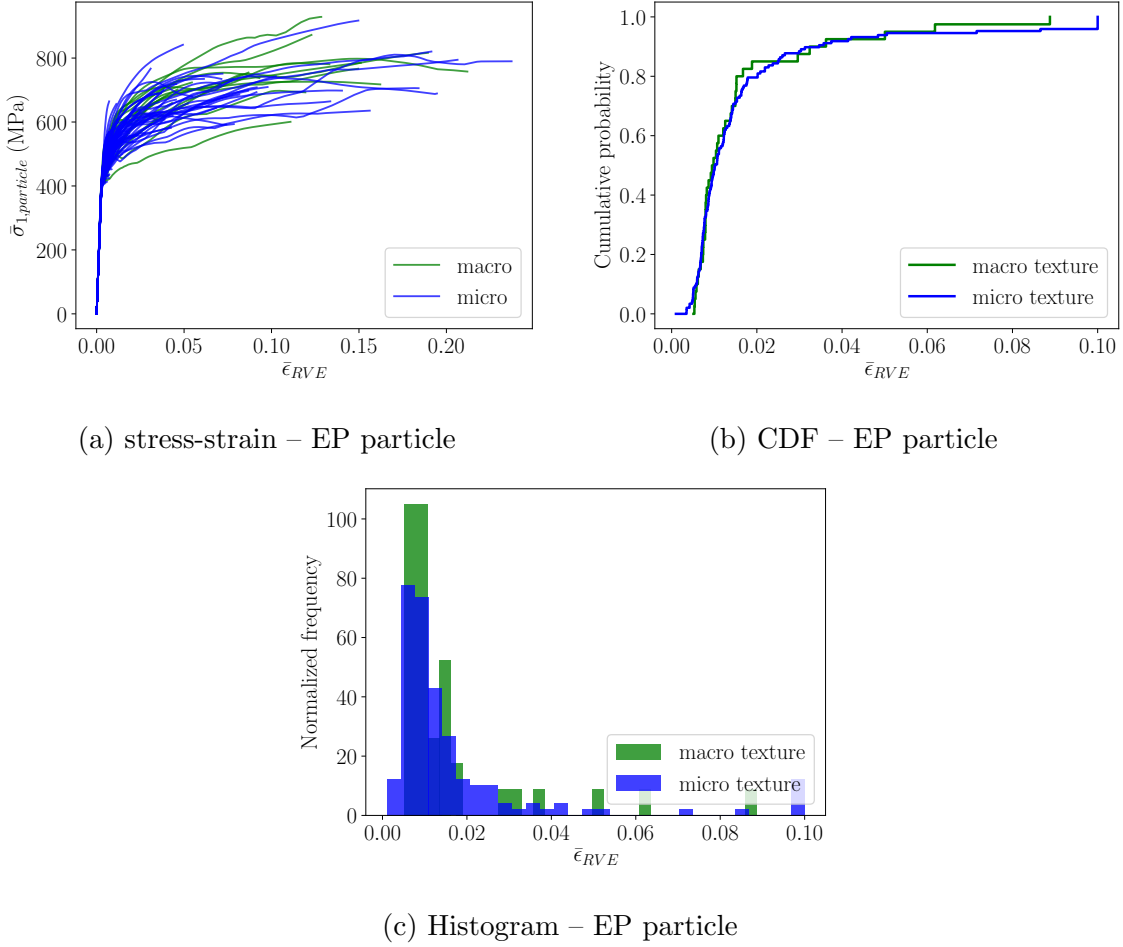 800
600
400
200
0
σ̄1,particle (MPa)
macro
micro
0.00 0.05 0.10 0.15 0.20
ϵ̄RVE
(a) stress-strain – EP particle
1.0
0.8
0.6
0.4
0.2
0.0
Cumulative probability
macro texture
micro texture
0.00 0.02 0.04 0.06 0.08 0.10
ϵ̄RVE
(b) CDF – EP particle
100
80
60
40
20
0
Normalized frequency
macro texture
micro texture
0.00 0.02 0.04 0.06 0.08 0.10
ϵ̄RVE
(c) Histogram – EP particle